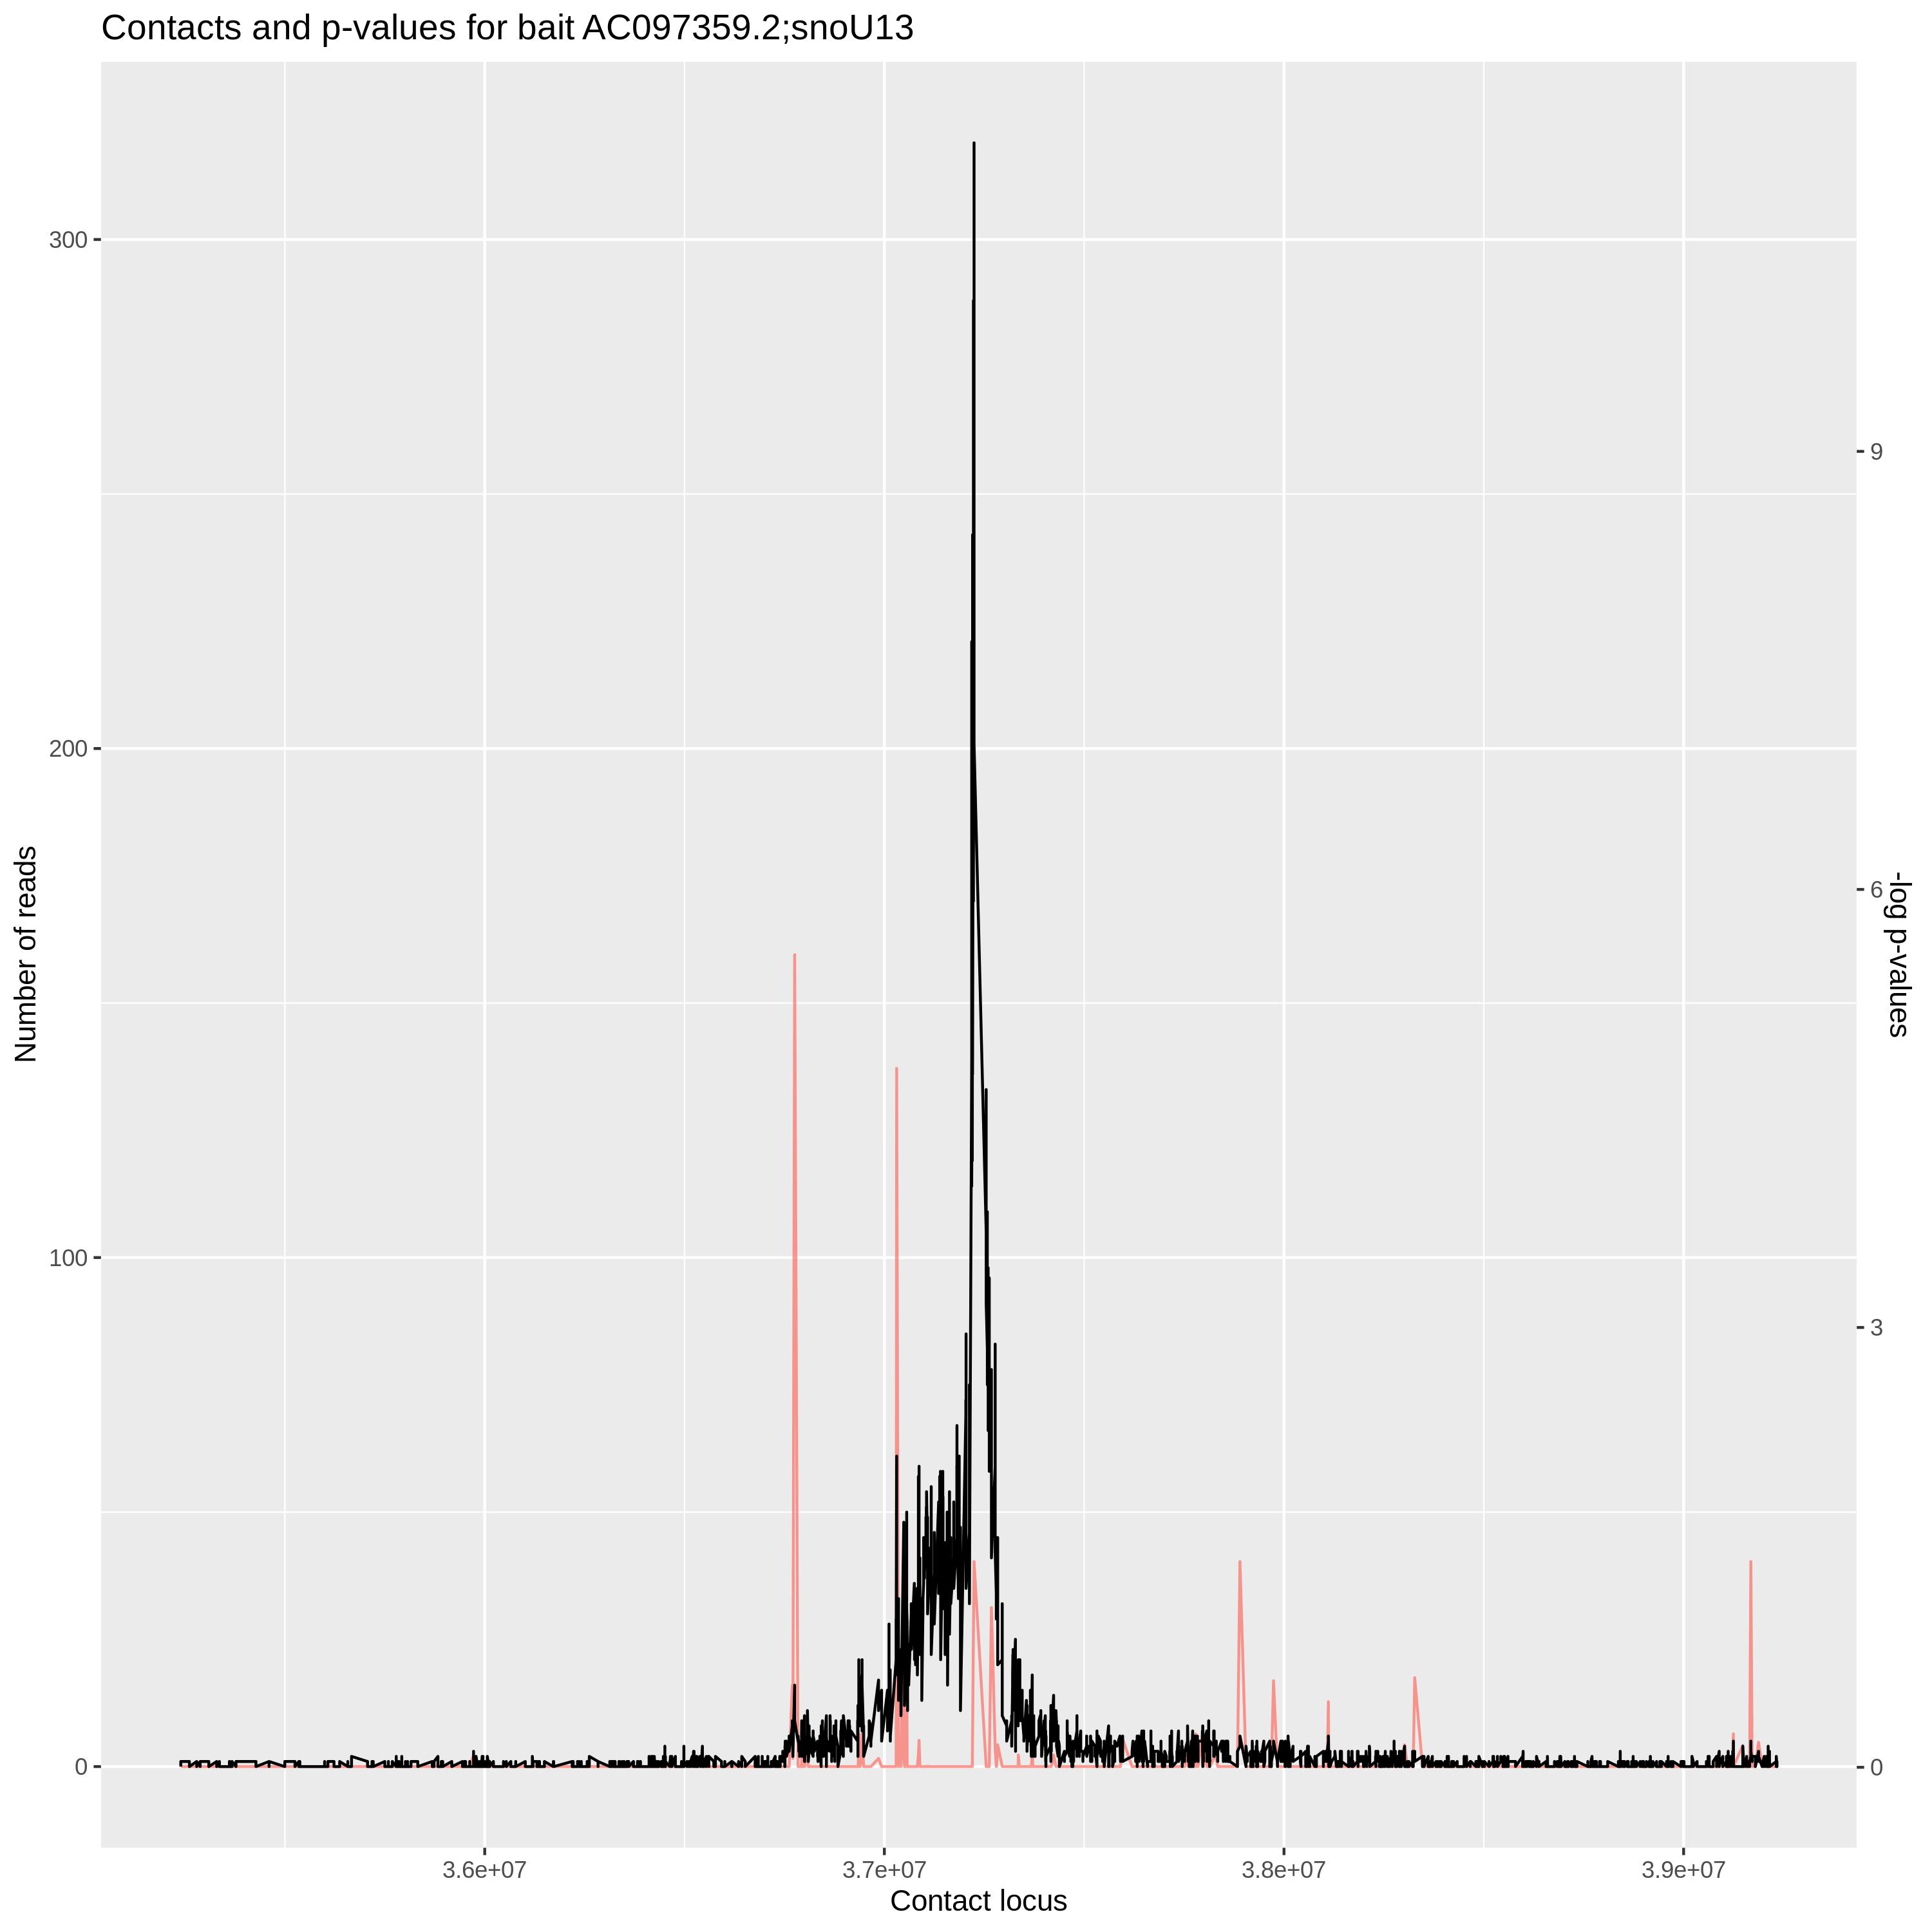 Contacts and p-values for bait AC097359.2;snoU13
300
200
100
0
Number of reads
9
6
3
0
-log p-values
3.6e+07 3.7e+07 3.8e+07 3.9e+07
Contact locus